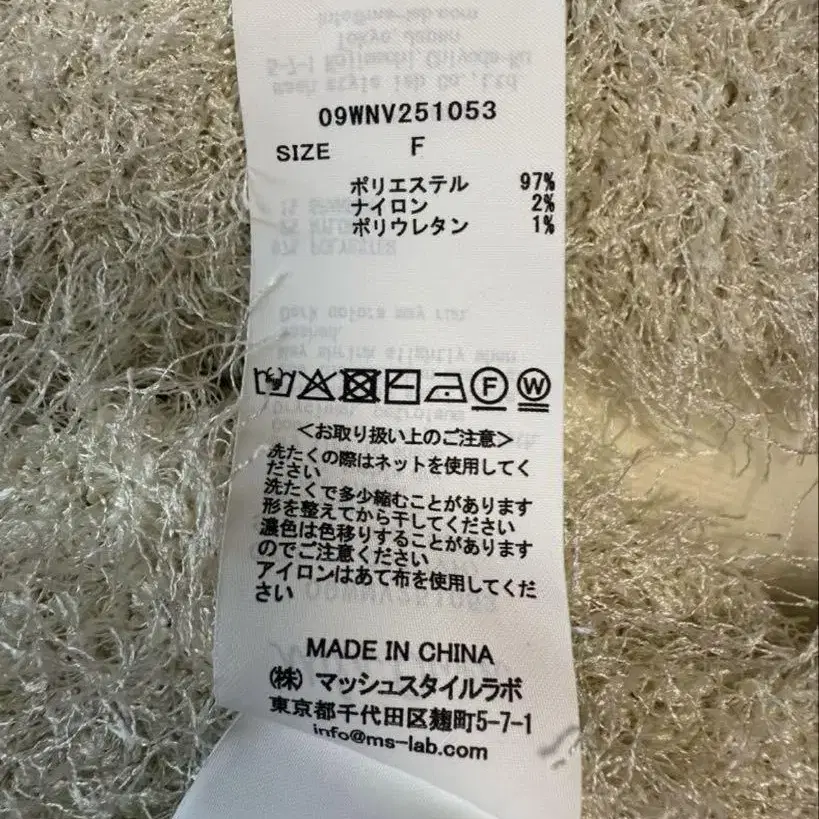 09WNV251053
SIZE F
ポリエステル 97%
ナイロン 2%
ポリウレタン 1%
F W
<お取り扱い上のご注意>
洗たくの際はネットを使用してく
ださい
洗たくで多少縮むことがあります
形を整えてから干してください
濃色は色移りすることがあります
のでご注意ください
アイロンはあて布を使用してくだ
さい
MADE IN CHINA
(株) マッシュスタイルラボ
東京都千代田区麹町5-7-1
info@ms-lab.com